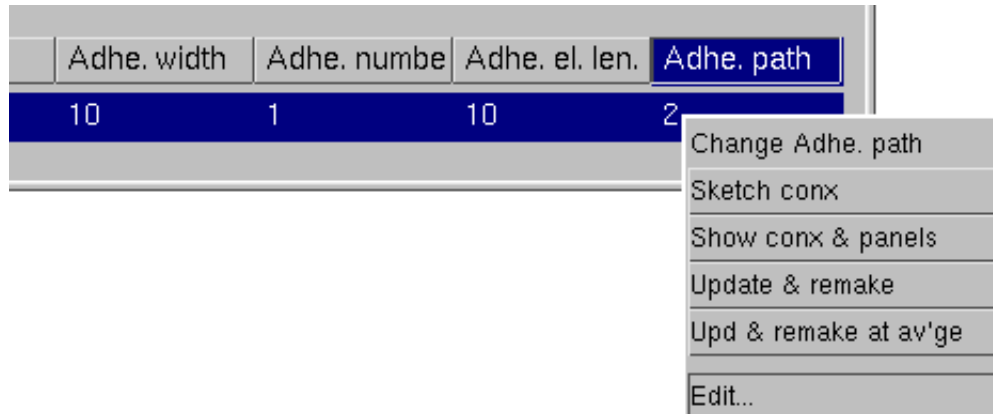 Adhe. width Adhe. numbe Adhe. el. len. Adhe. path
10 1 10 2
Change Adhe. path
Sketch conx
Show conx & panels
Update & remake
Upd & remake at av'ge
Edit...